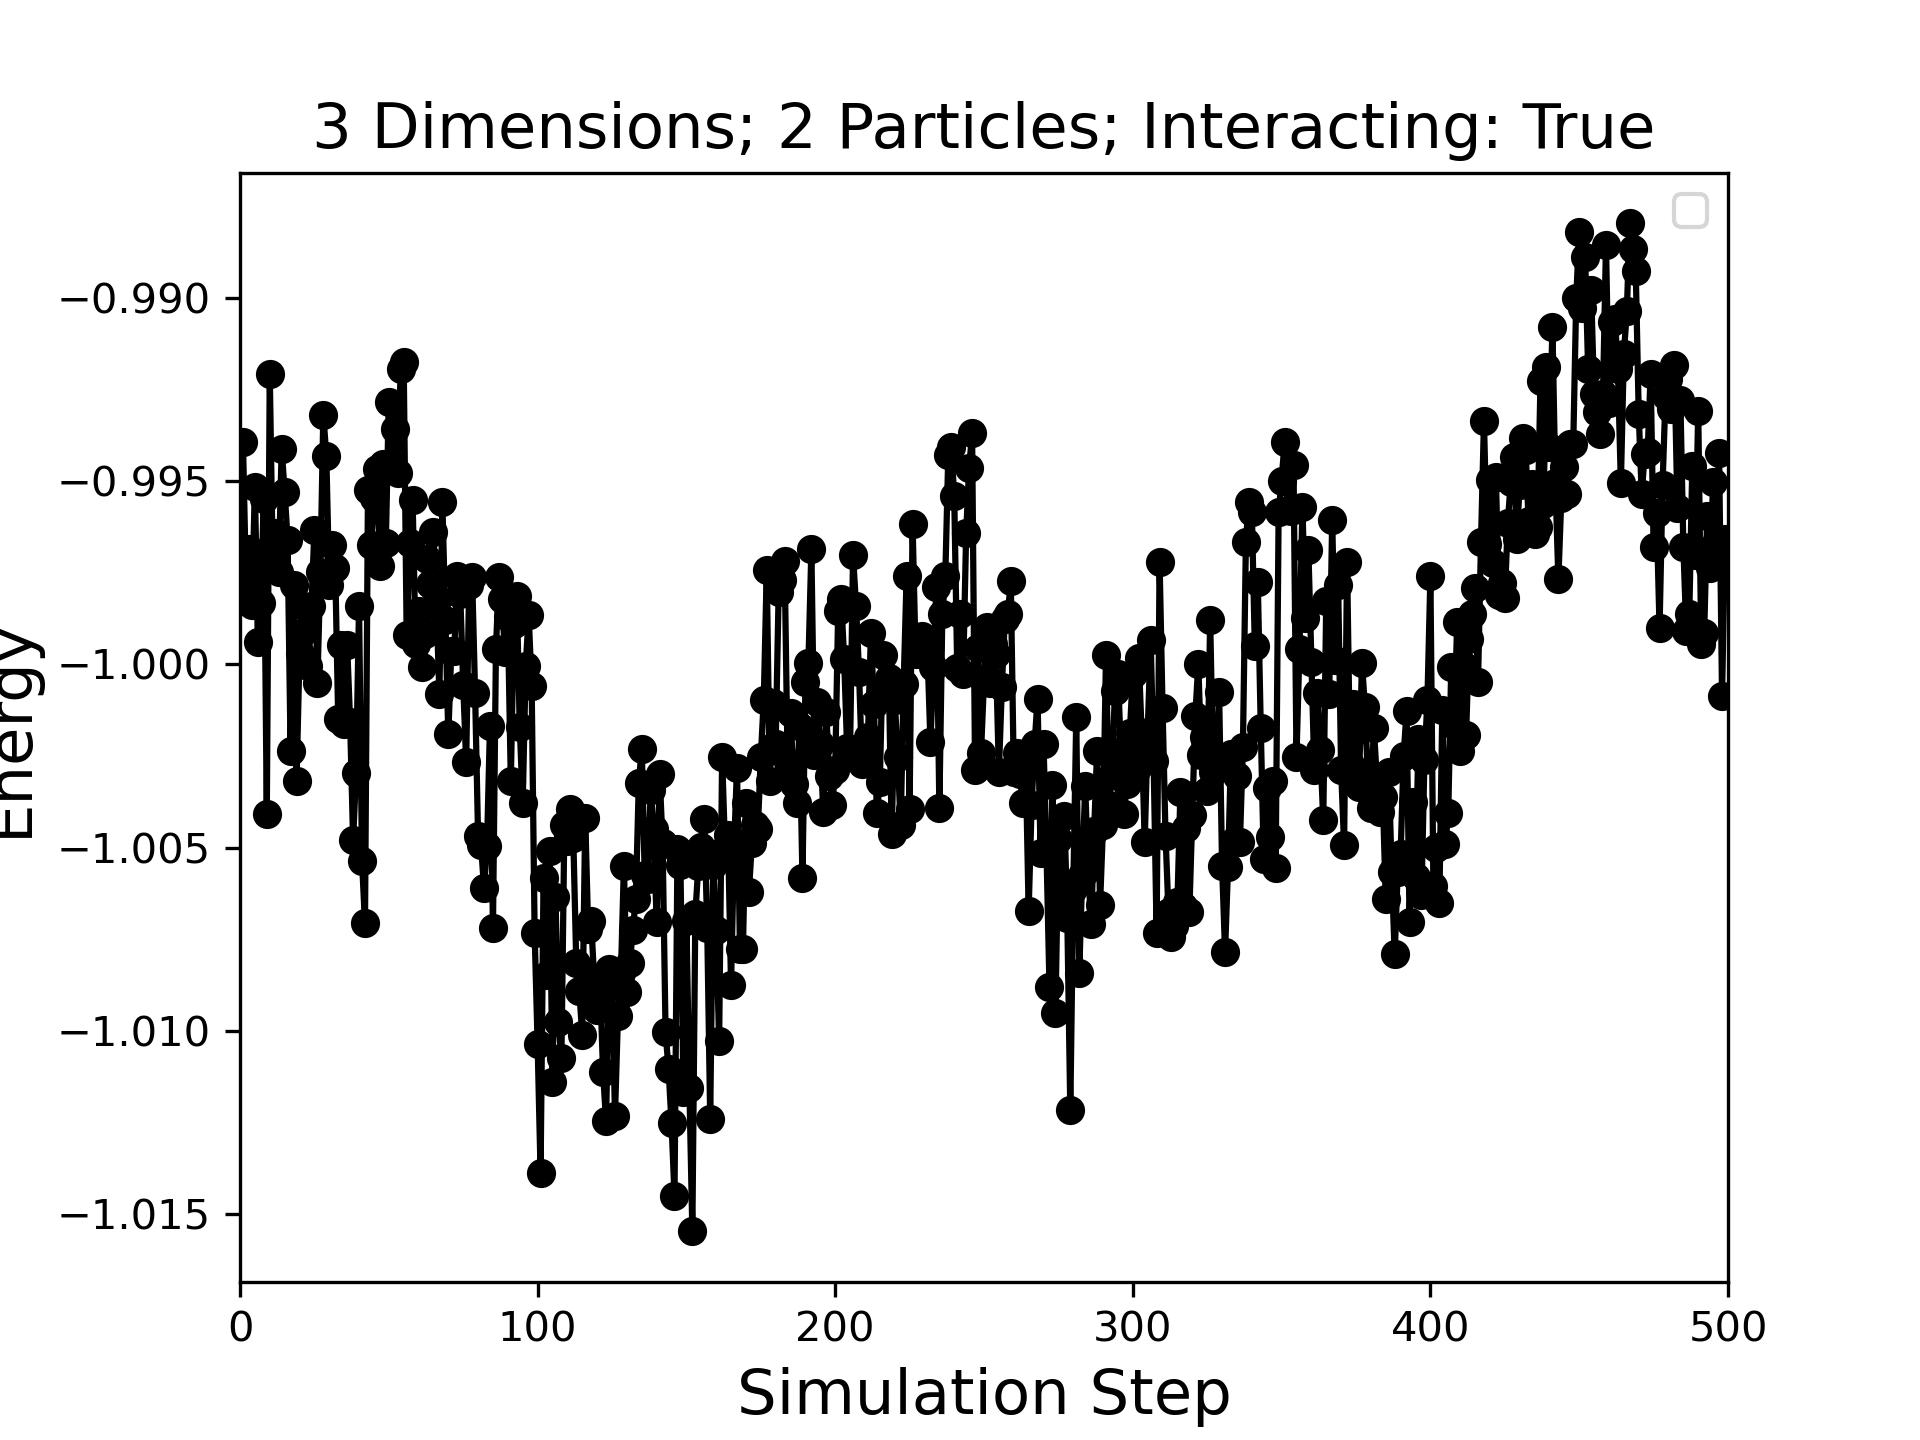 3 Dimensions; 2 Particles; Interacting: True
Energy
−0.990
−0.995
−1.000
−1.005
−1.010
−1.015
0 100 200 300 400 500
Simulation Step